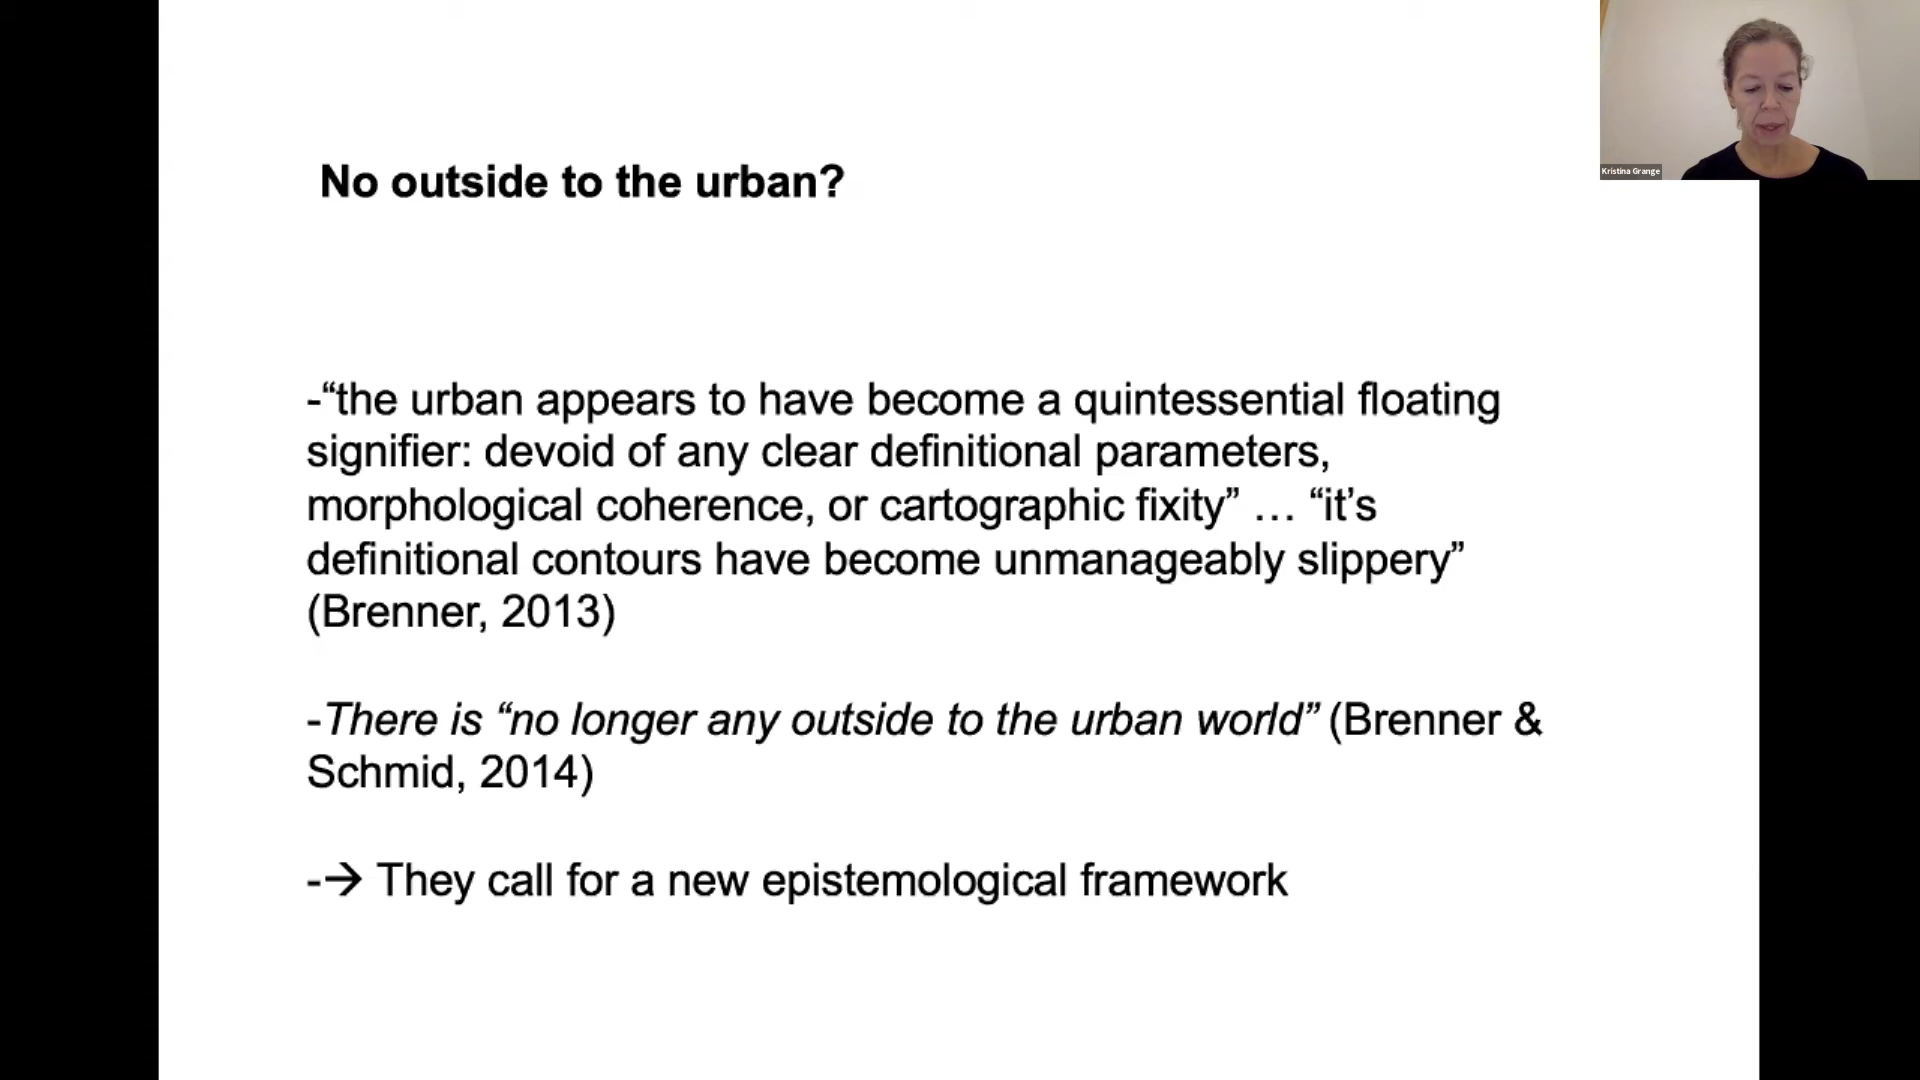 Kristina Grange
No outside to the urban?
-“the urban appears to have become a quintessential floating
signifier: devoid of any clear definitional parameters,
morphological coherence, or cartographic fixity” … “it’s
definitional contours have become unmanageably slippery”
(Brenner, 2013)
-There is “no longer any outside to the urban world” (Brenner &
Schmid, 2014)
-→ They call for a new epistemological framework